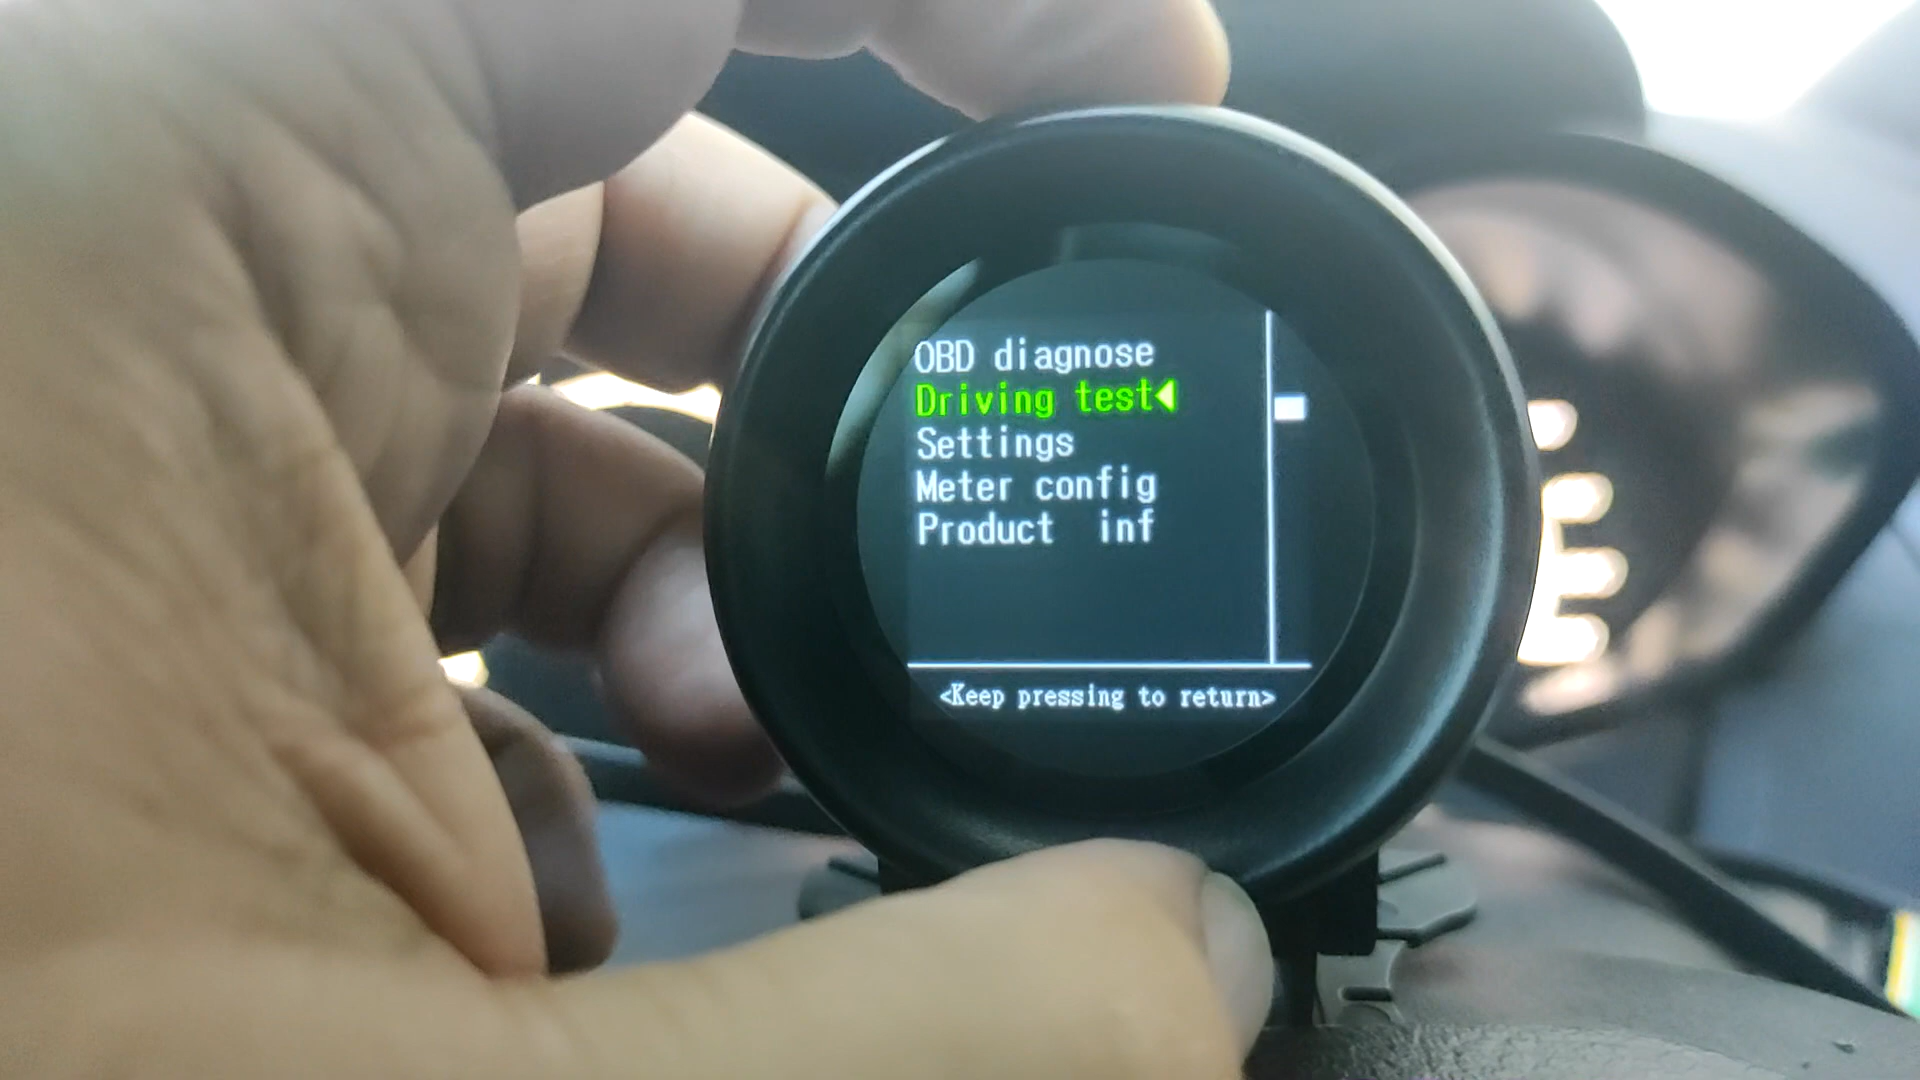 OBD diagnose
Driving test
Settings
Meter config
Product inf
<Keep pressing to return>